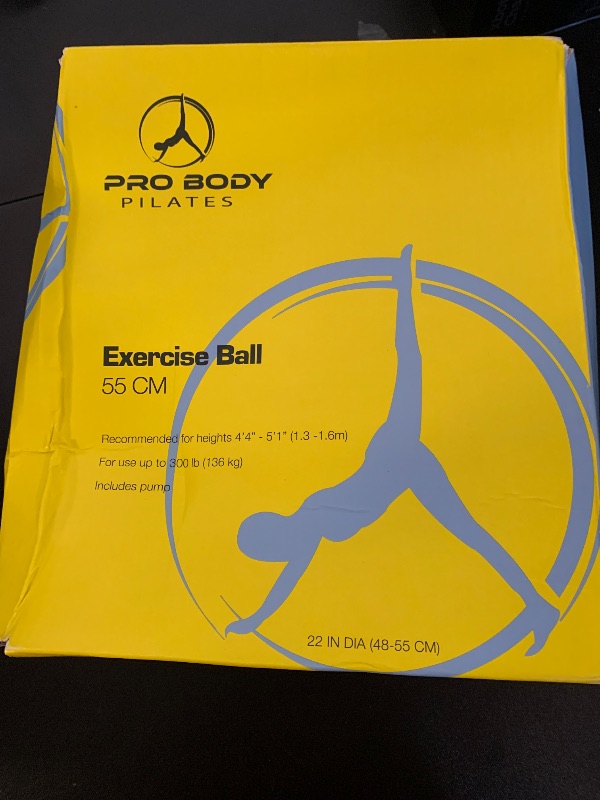 PRO BODY
PILATES
Exercise Ball
55 CM
Recommended for heights 4'4" - 5'1" (1.3 -1.6m)
For use up to 300 lb (136 kg)
Includes pump
22 IN DIA (48-55 CM)